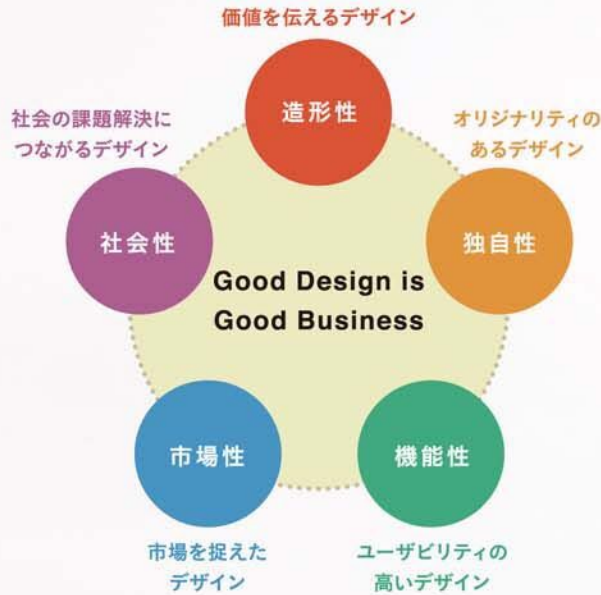 価値を伝えるデザイン
造形性
社会の課題解決に
つながるデザイン
オリジナリティの
あるデザイン
社会性
独自性
Good Design is
Good Business
市場性
機能性
市場を捉えた
デザイン
ユーザビリティの
高いデザイン